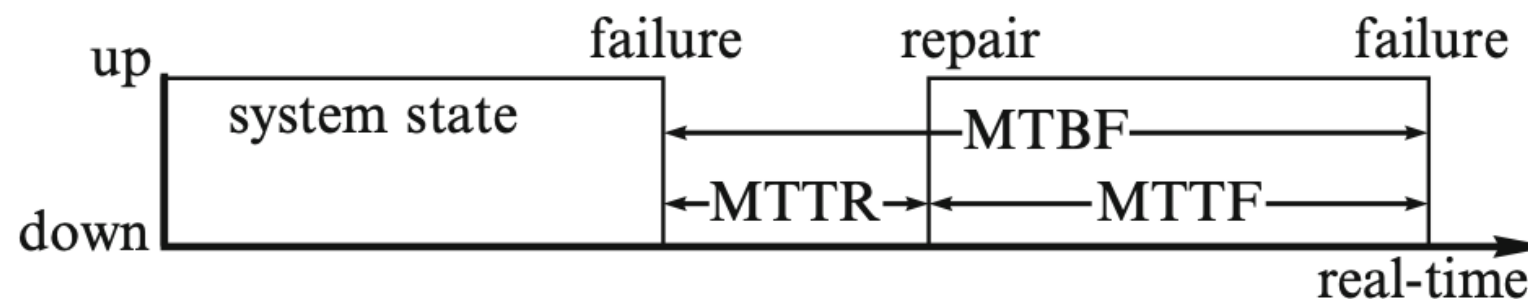 failure repair failure
up
system state
MTBF
MTTR MTTF
down
real-time